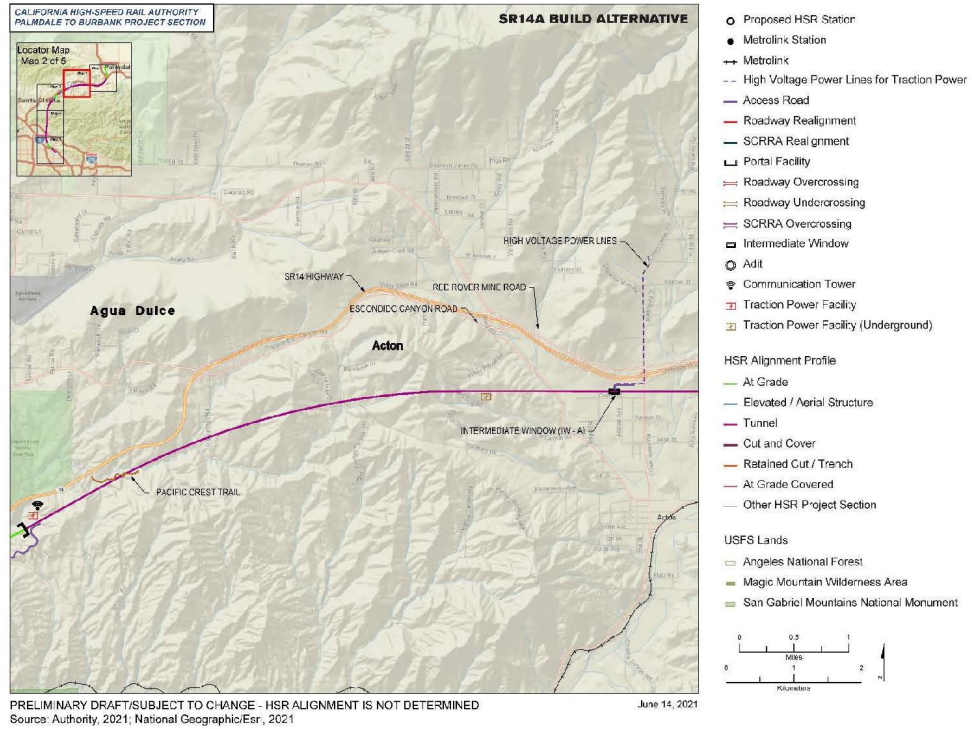 CALIFORNIA HIGH-SPEED RAIL AUTHORITY
PALMDALE TO BURBANK PROJECT SECTION
SR14A BUILD ALTERNATIVE
Locator Map
Map 2 of 5
HIGH VOLTAGE POWER LNES
SR14 HIGHWAY
RED ROVER MINE ROAD
ESCONDIDO CANYON ROAD
Agua Dulce
Acton
INTERMEDIATE WINDOW (IW - A)
PACIFIC CREST TRAIL
Acton
Proposed HSR Station
Metrolink Station
Metrolink
High Voltage Power Lines for Traction Power
Access Road
Roadway Realignment
SCRRA Realignment
Portal Facility
Roadway Overcrossing
Roadway Undercrossing
SCRRA Overcrossing
Intermediate Window
Adit
Communication Tower
Traction Power Facility
Traction Power Facility (Underground)
HSR Alignment Profile
At Grade
Elevated / Aerial Structure
Tunnel
Cut and Cover
Retained Cut / Trench
At Grade Covered
Other HSR Project Section
USFS Lands
Angeles National Forest
Magic Mountain Wilderness Area
San Gabriel Mountains National Monument
0 0.5 1
Miles
0 1 2
Kilometers
PRELIMINARY DRAFT/SUBJECT TO CHANGE - HSR ALIGNMENT IS NOT DETERMINED
June 14, 2021
Source: Authority, 2021; National Geographic/Esri, 2021